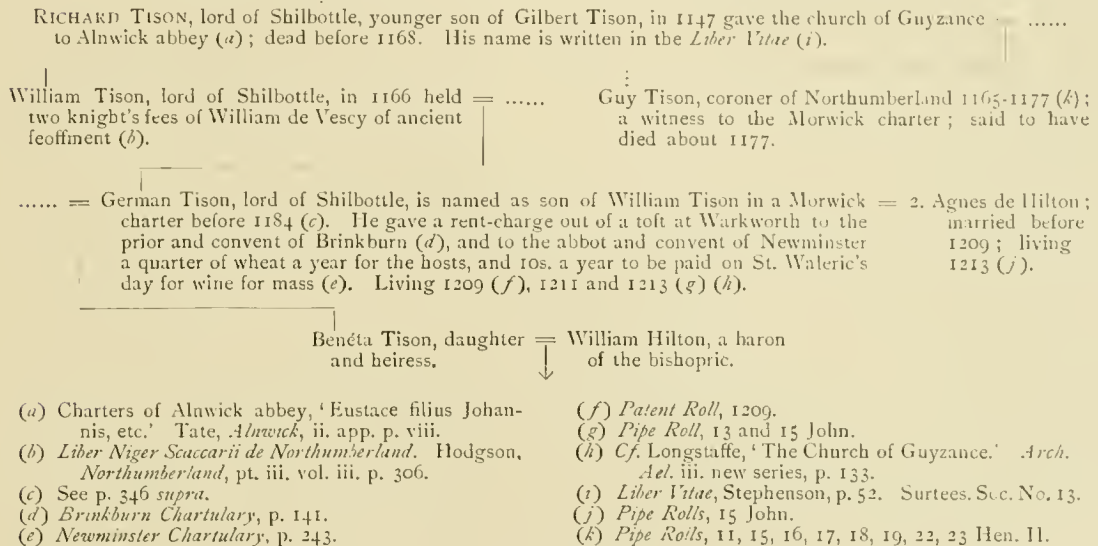 RICHARD TISON, lord of Shilbottle, younger son of Gilbert Tison, in 1147 gave the church of Guyzance ......
to Alnwick abbey (a) ; dead before 1168. His name is written in the Liber Vitae (i).
William Tison, lord of Shilbottle, in 1166 held = ......
two knight's fees of William de Vescy of ancient
feoffment (b).
Guy Tison, coroner of Northumberland 1165-1177 (k) ;
a witness to the Morwick charter ; said to have
died about 1177.
...... = German Tison, lord of Shilbottle, is named as son of William Tison in a Morwick = 2. Agnes de Hilton ;
charter before 1184 (c). He gave a rent-charge out of a toft at Warkworth to the married before
prior and convent of Brinkburn (d), and to the abbot and convent of Newminster 1209 ; living
a quarter of wheat a year for the hosts, and 10s. a year to be paid on St. Waleric's 1213 (j).
day for wine for mass (e). Living 1209 (f), 1211 and 1213 (g) (h).
Benéta Tison, daughter = William Hilton, a baron
and heiress. of the bishopric.
(a) Charters of Alnwick abbey, 'Eustace filius Johan-
nis, etc.' Tate, Alnwick, ii. app. p. viii.
(b) Liber Niger Scaccarii de Northumberland. Hodgson,
Northumberland, pt. iii. vol. iii. p. 306.
(c) See p. 346 supra.
(d) Brinkburn Chartulary, p. 141.
(e) Newminster Chartulary, p. 243.
(f) Patent Roll, 1209.
(g) Pipe Roll, 13 and 15 John.
(h) Cf. Longstaffe, 'The Church of Guyzance.' Arch.
Ael. iii. new series, p. 133.
(i) Liber Vitae, Stephenson, p. 52. Surtees. Soc. No. 13.
(j) Pipe Rolls, 15 John.
(k) Pipe Rolls, 11, 15, 16, 17, 18, 19, 22, 23 Hen. II.